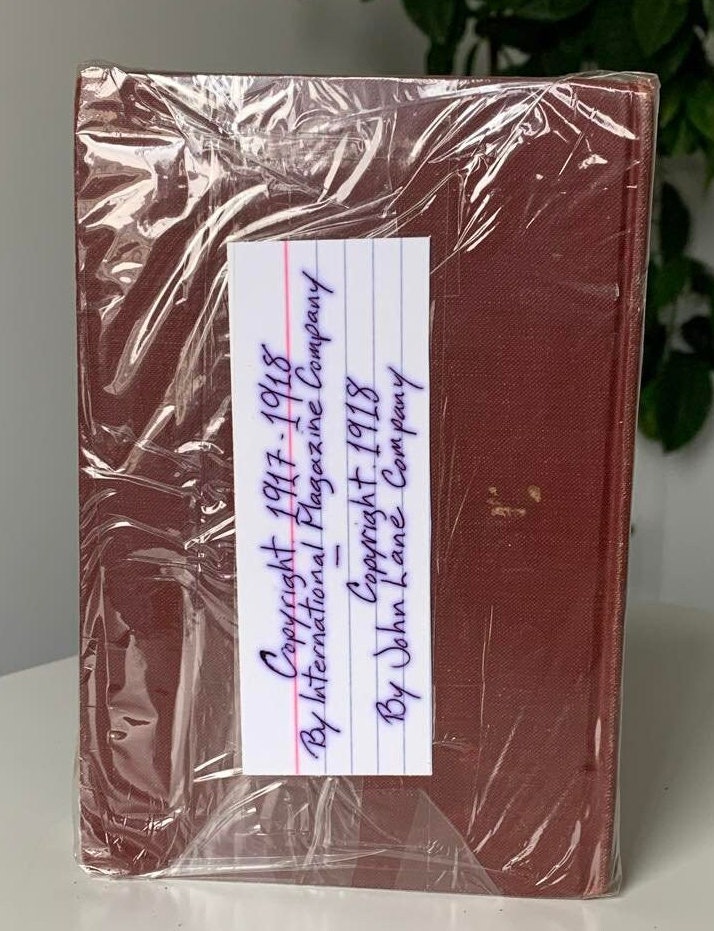 Copyright 1917-1918
By International Magazine Company
—
Copyright 1918
By John Lane Company